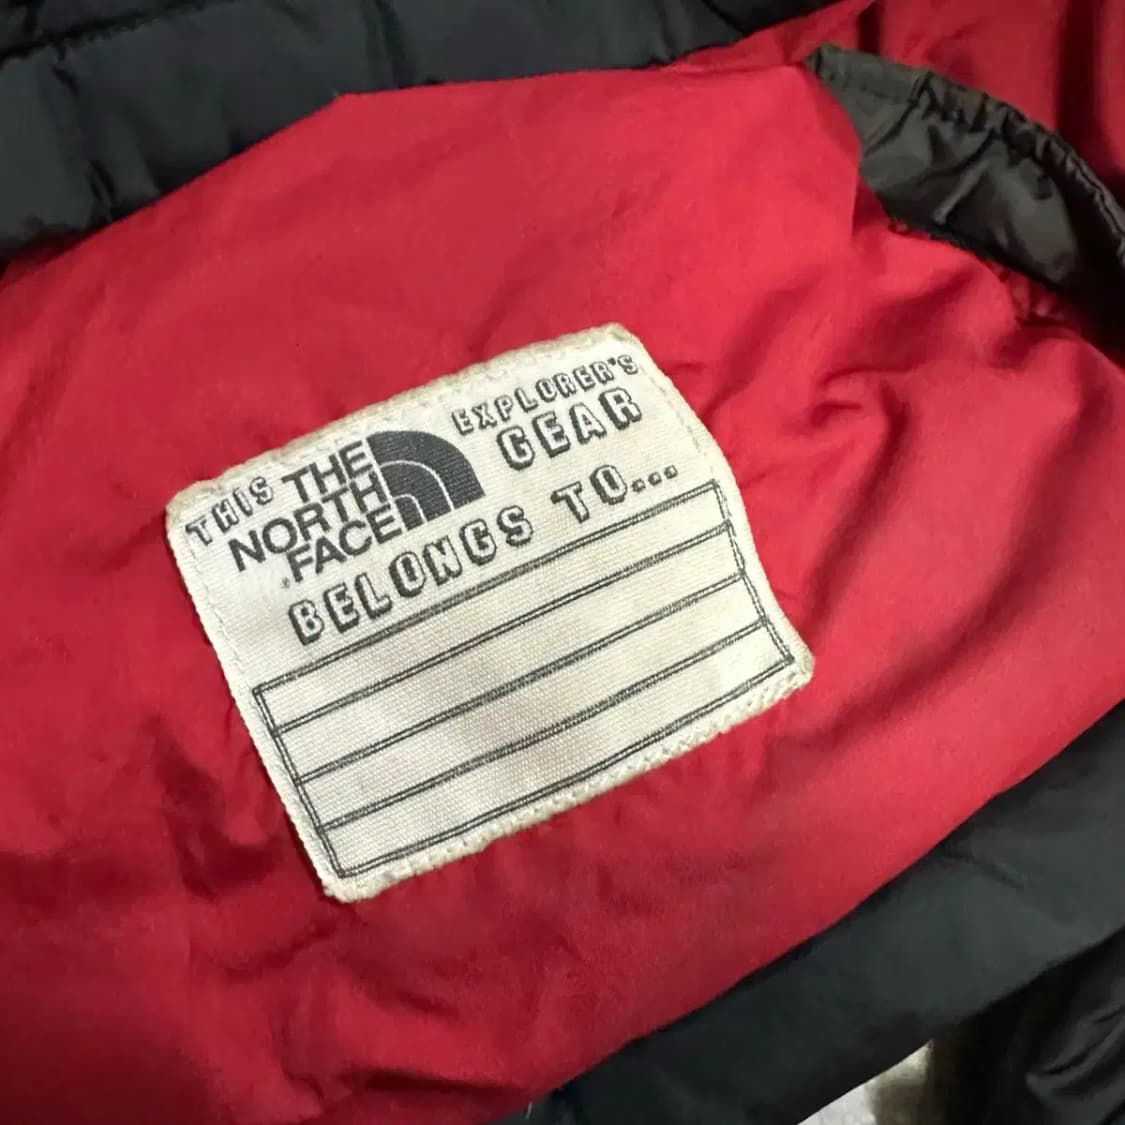 THIS THE NORTH FACE EXPLORER'S GEAR
BELONGS TO...